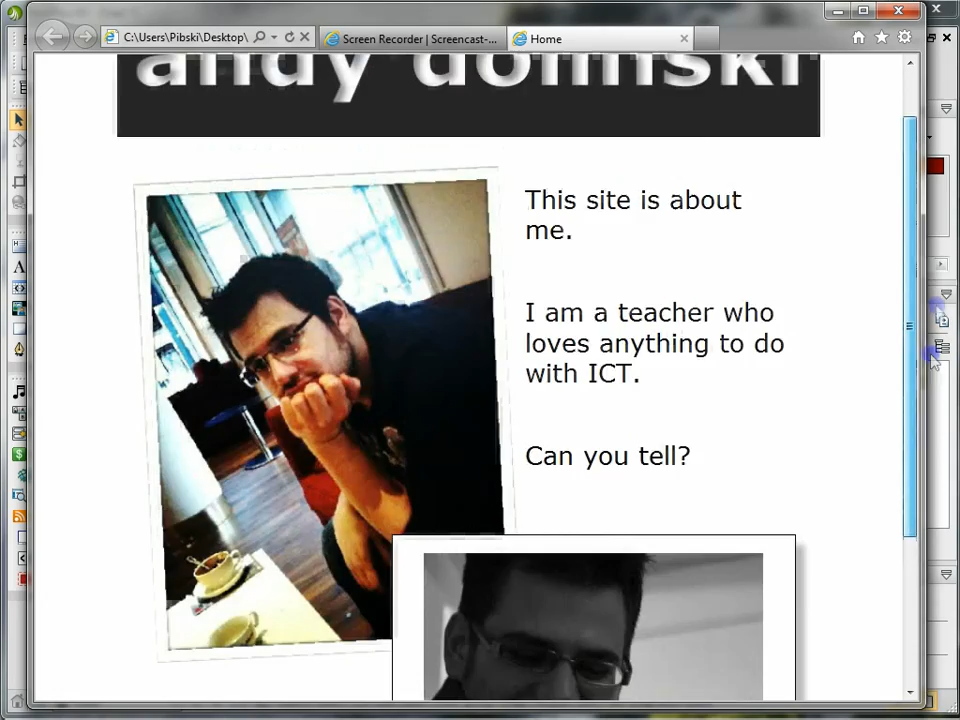 C:\Users\Pibski\Desktop\
Screen Recorder | Screencast-...
Home
andy dolinski
This site is about
me.
I am a teacher who
loves anything to do
with ICT.
Can you tell?